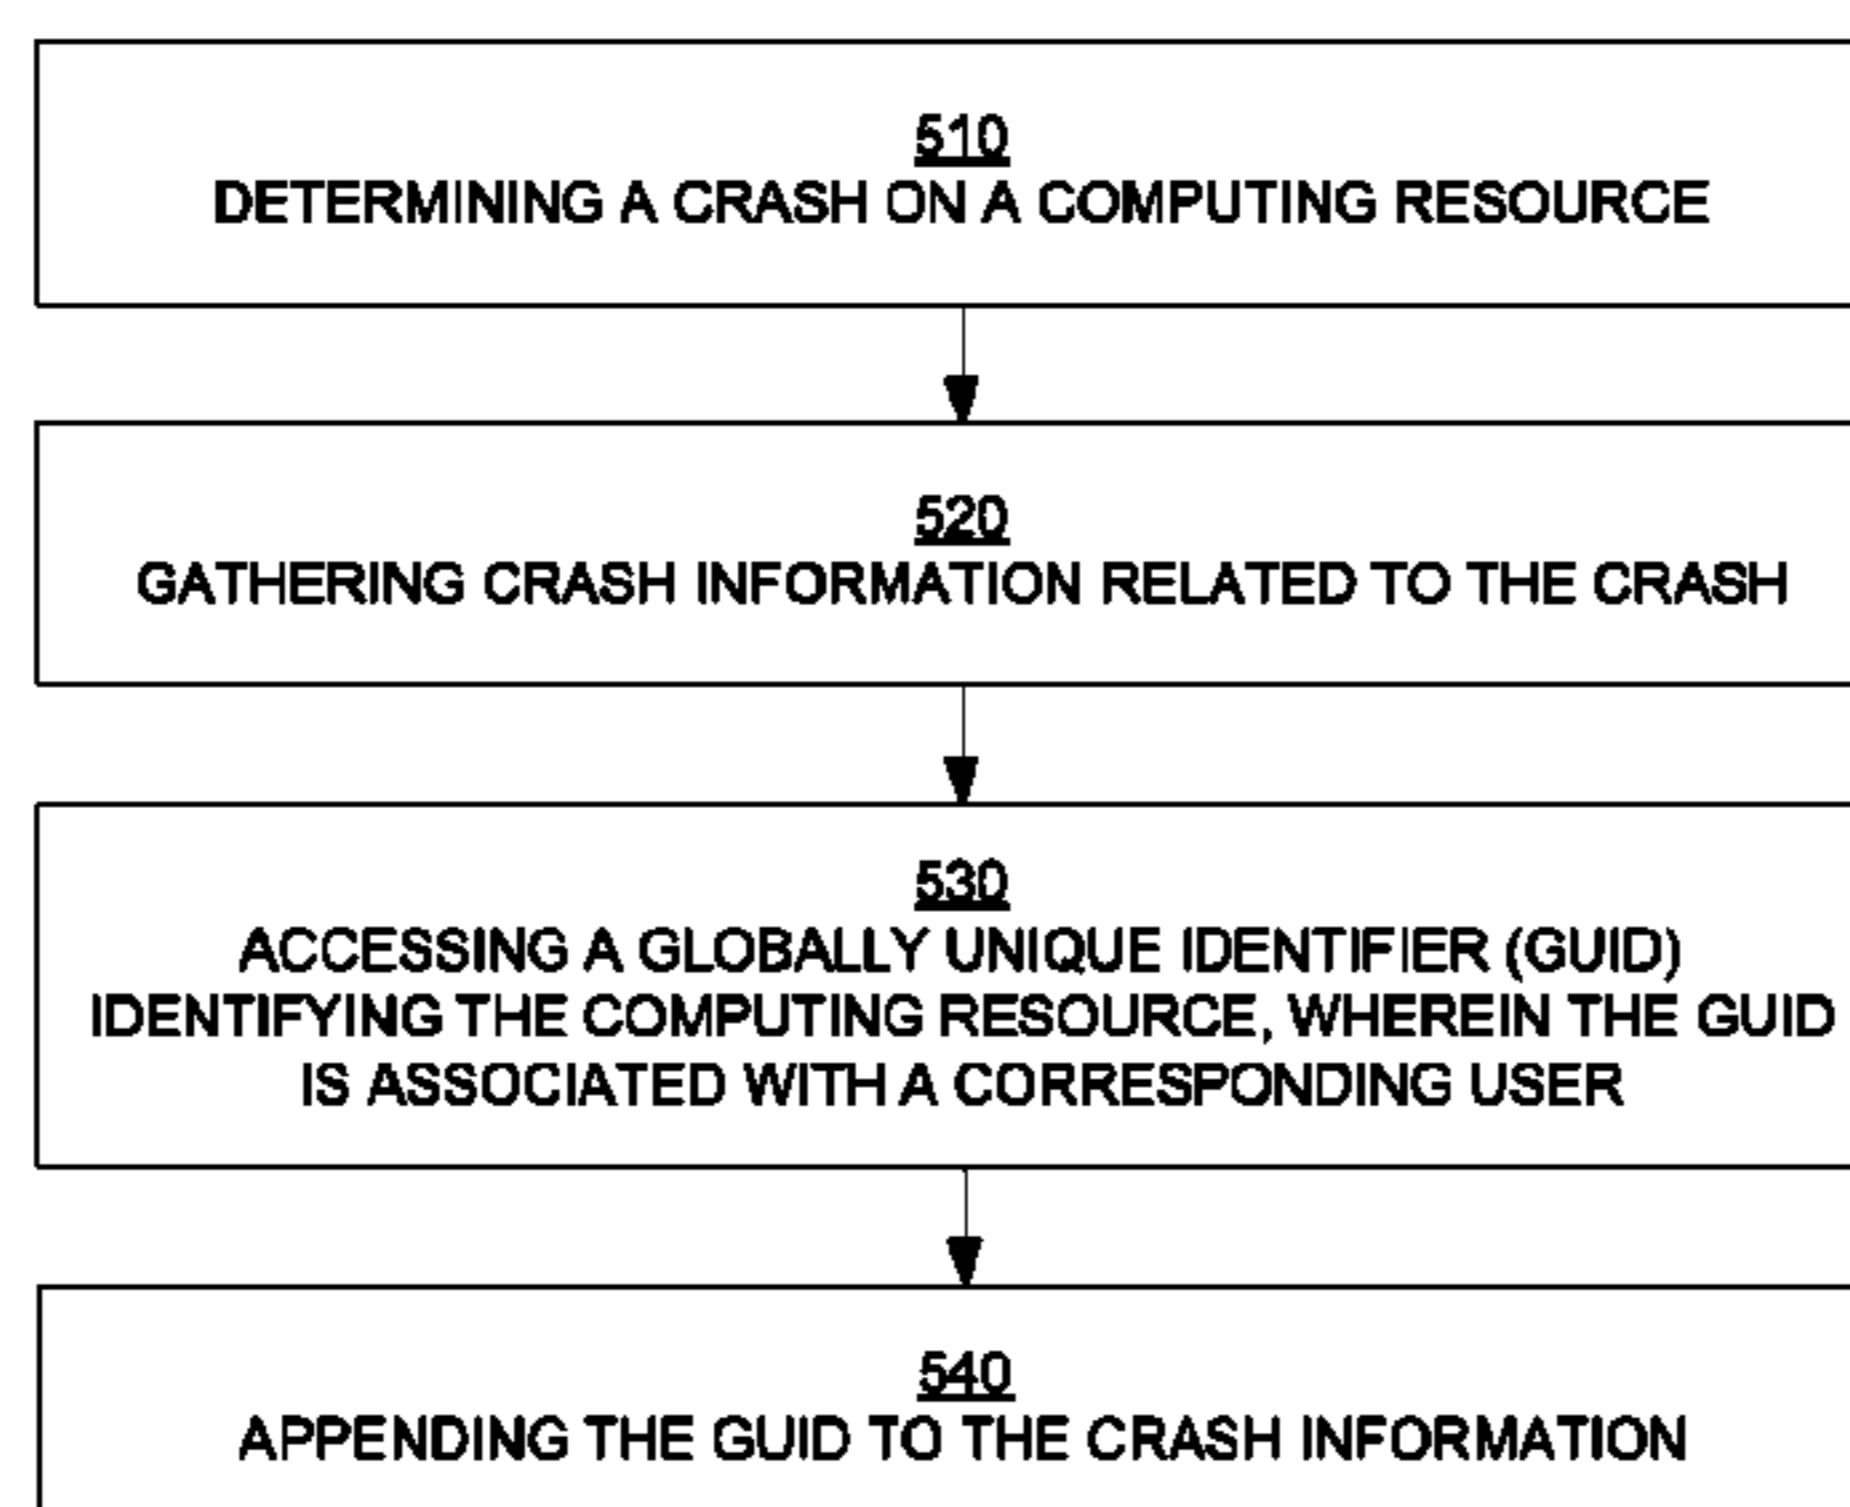 510
DETERMINING A CRASH ON A COMPUTING RESOURCE
520
GATHERING CRASH INFORMATION RELATED TO THE CRASH
530
ACCESSING A GLOBALLY UNIQUE IDENTIFIER (GUID)
IDENTIFYING THE COMPUTING RESOURCE, WHEREIN THE GUID
IS ASSOCIATED WITH A CORRESPONDING USER
540
APPENDING THE GUID TO THE CRASH INFORMATION